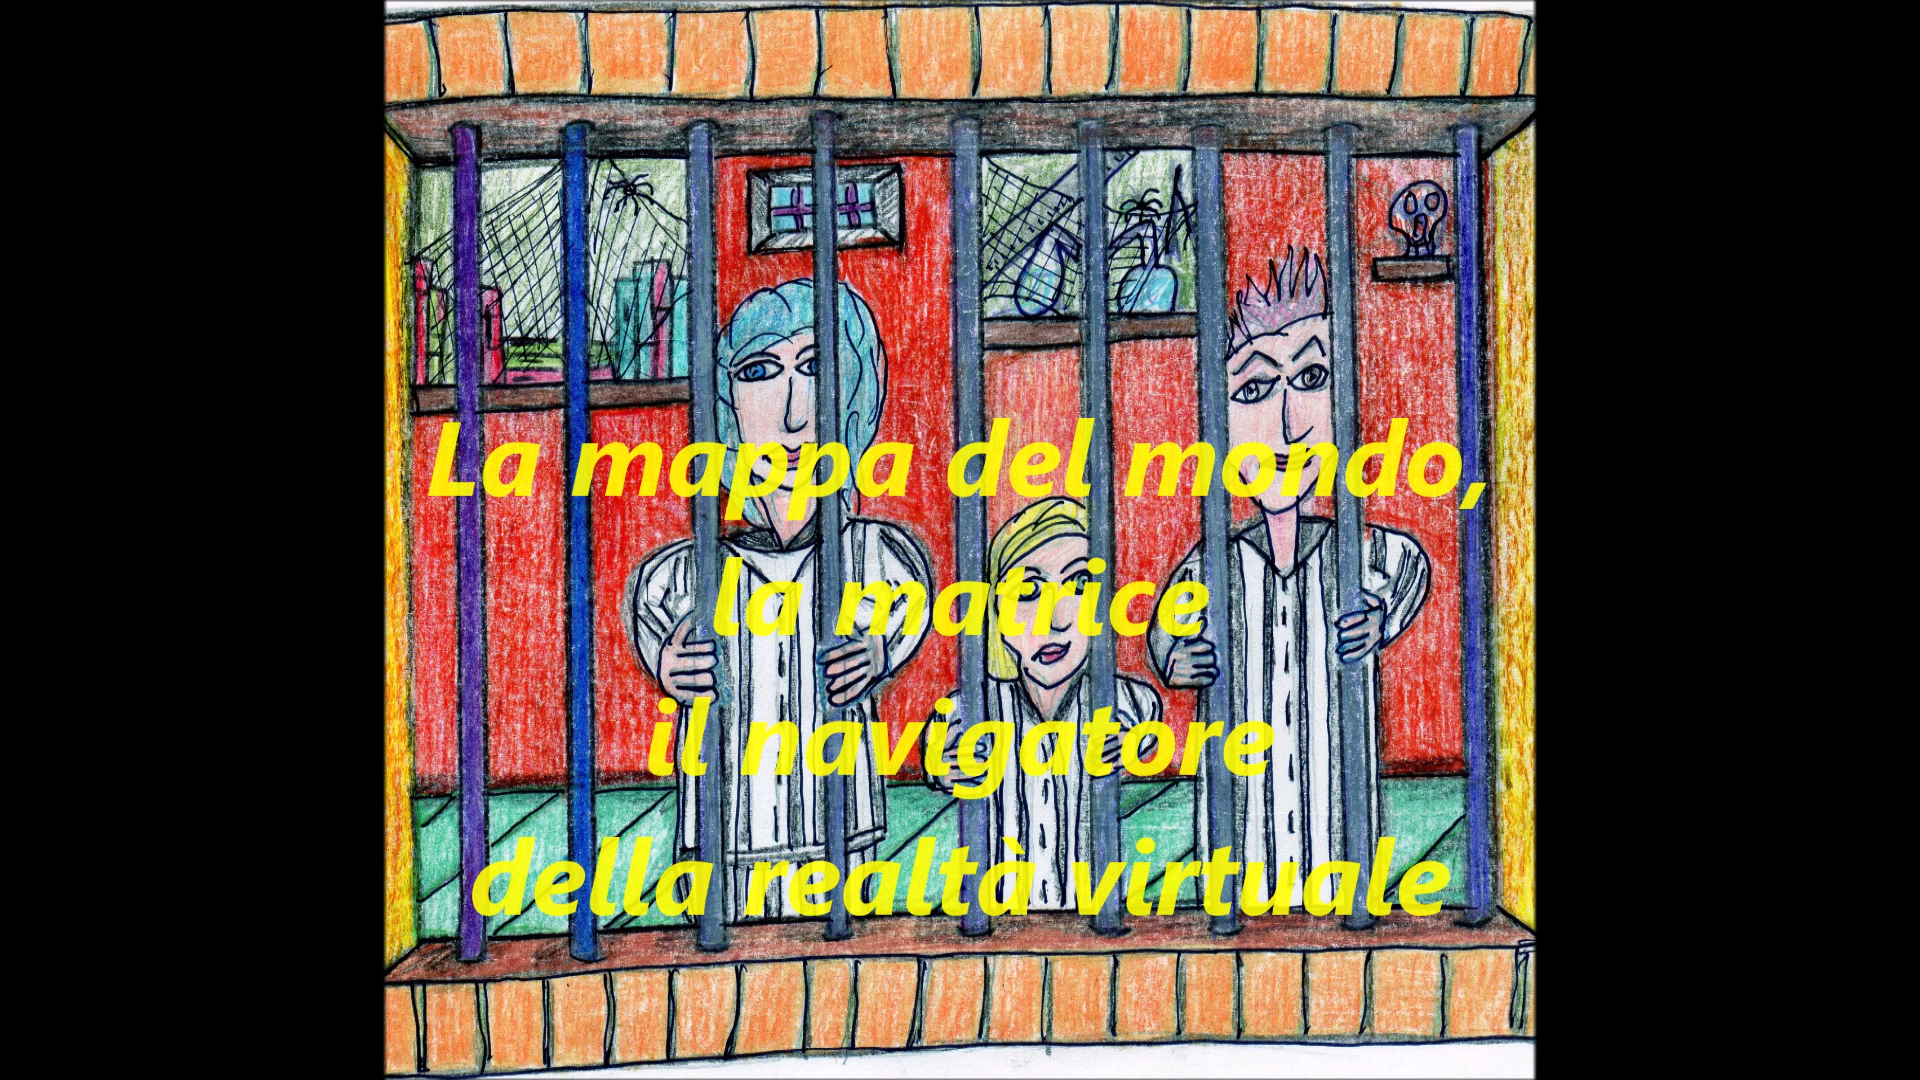 La mappa del mondo,
la matrice
il navigatore
della realtà virtuale